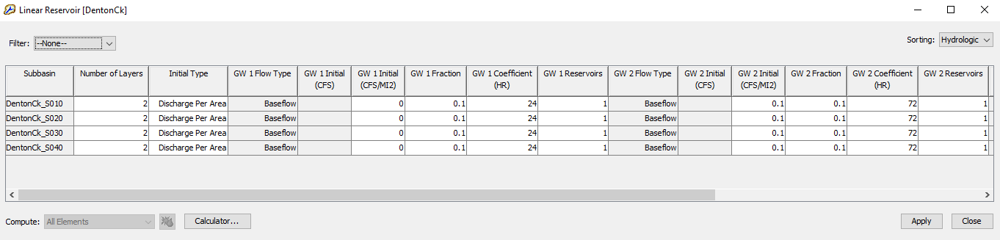 Linear Reservoir [DentonCk]
Filter: --None--
Sorting: Hydrologic
Subbasin Number of Layers Initial Type GW 1 Flow Type GW 1 Initial (CFS) GW 1 Initial (CFS/MI2) GW 1 Fraction GW 1 Coefficient (HR) GW 1 Reservoirs GW 2 Flow Type GW 2 Initial (CFS) GW 2 Initial (CFS/MI2) GW 2 Fraction GW 2 Coefficient (HR) GW 2 Reservoirs
DentonCk_S010 2 Discharge Per Area Baseflow 0 0.1 24 1 Baseflow 0.1 0.1 72 1
DentonCk_S020 2 Discharge Per Area Baseflow 0 0.1 24 1 Baseflow 0.1 0.1 72 1
DentonCk_S030 2 Discharge Per Area Baseflow 0 0.1 24 1 Baseflow 0.1 0.1 72 1
DentonCk_S040 2 Discharge Per Area Baseflow 0 0.1 24 1 Baseflow 0.1 0.1 72 1
Compute: All Elements Calculator... Apply Close